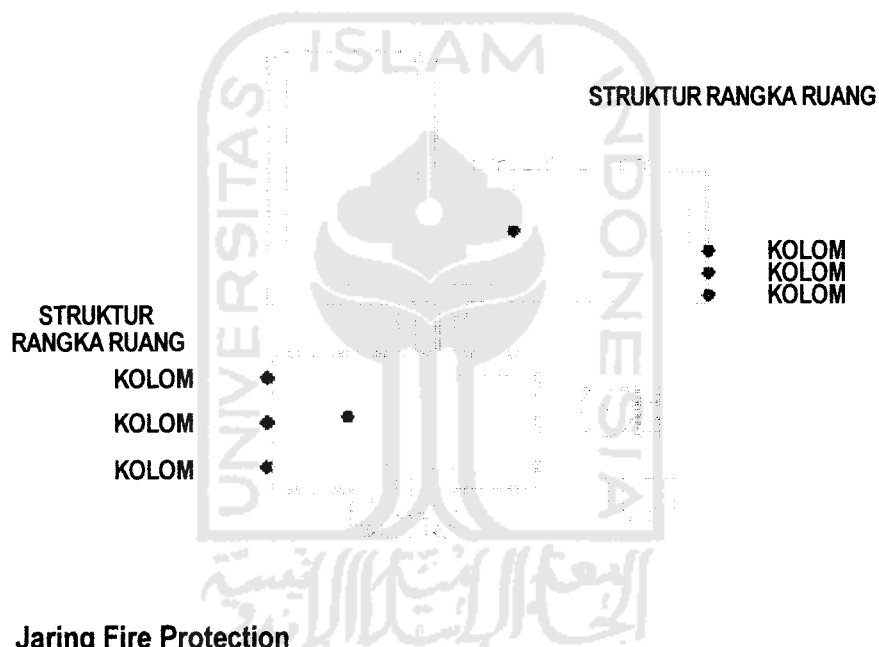 ISLAM
UNIVERSITAS
INDONESIA
STRUKTUR RANGKA RUANG
KOLOM
KOLOM
KOLOM
STRUKTUR
RANGKA RUANG
KOLOM
KOLOM
KOLOM
Jaring Fire Protection